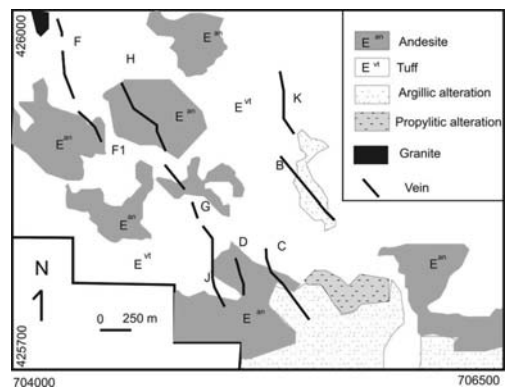 426000
F
H
E an
E an Andesite
E vt Tuff
Argillic alteration
Propylitic alteration
Granite
Vein
K
E vt
E an
E an
F1
B
G
E an
D
C
E vt
J
E an
E an
N
1
0 250 m
425700
704000
706500